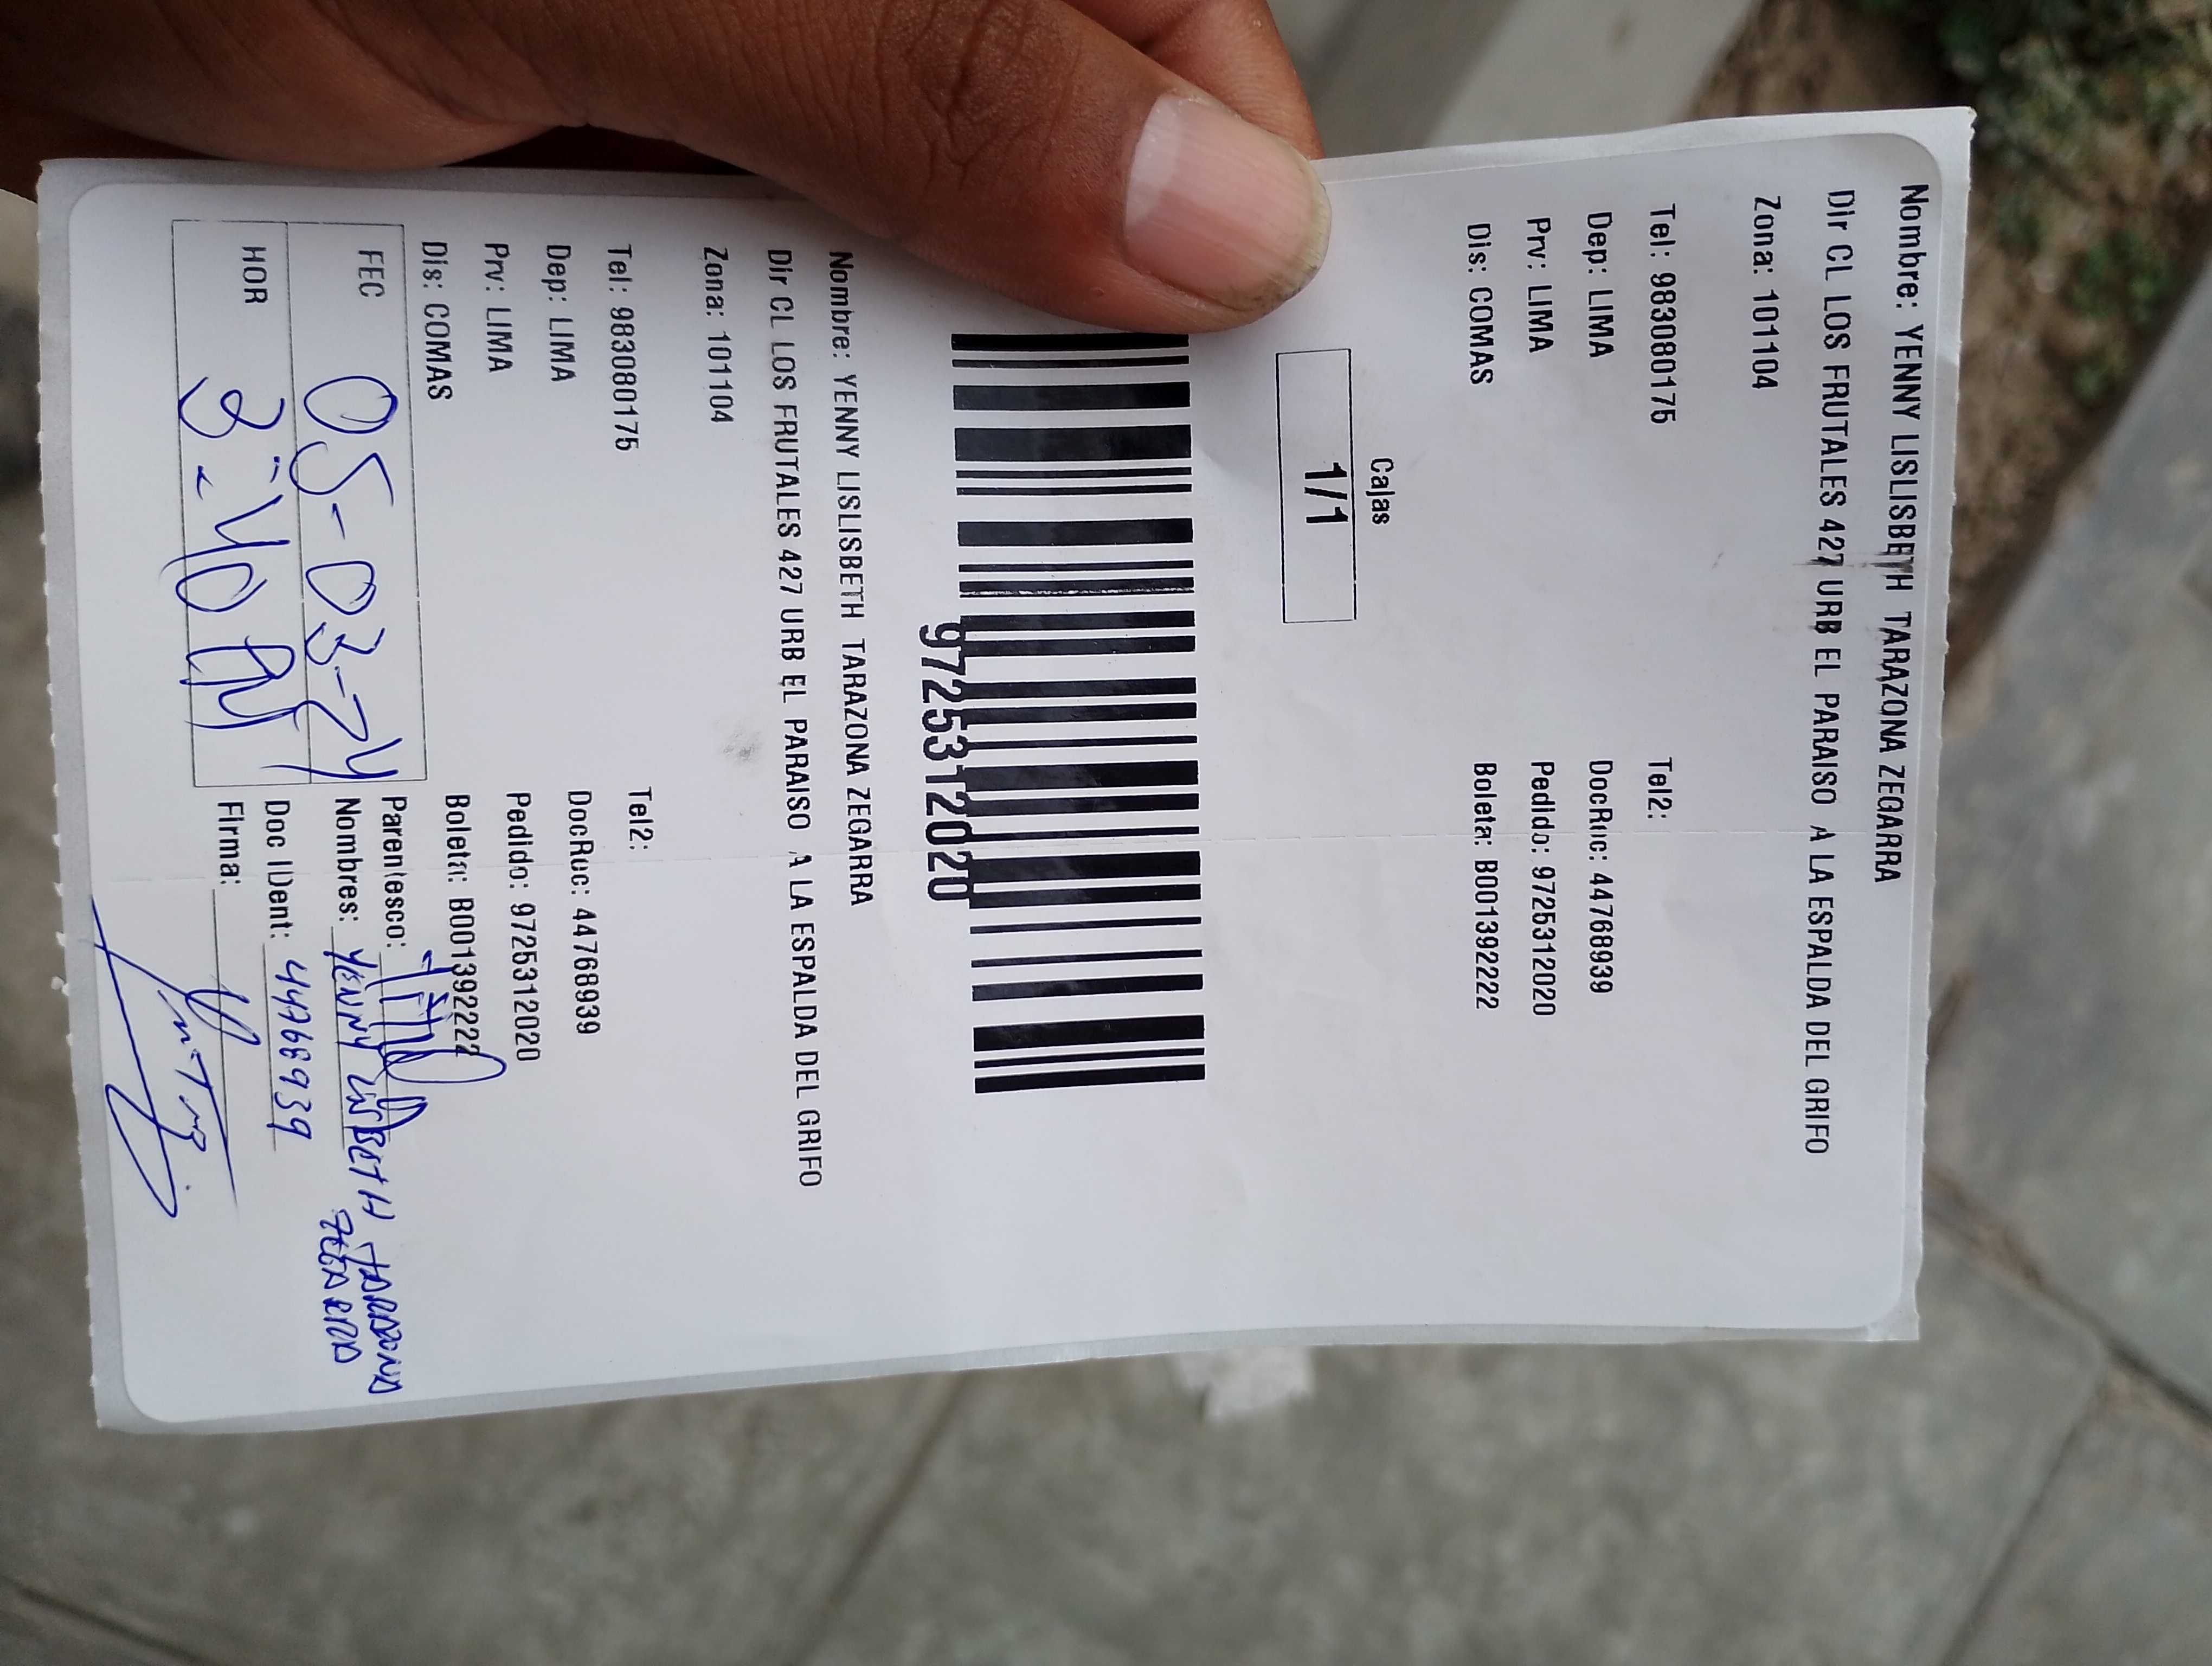 Nombre: YENNY LISLISBETH TARAZONA ZEGARRA
Dir CL LOS FRUTALES 427 URB EL PARAISO A LA ESPALDA DEL GRIFO
Zona: 101104
Tel: 983080175 Tel2:
Dep: LIMA DocRuc: 44768939
Prv: LIMA Pedido: 9725312020
Dis: COMAS Boleta: B001392222
Cajas
1/1
9725312020
Nombre: YENNY LISLISBETH TARAZONA ZEGARRA
Dir CL LOS FRUTALES 427 URB EL PARAISO A LA ESPALDA DEL GRIFO
Zona: 101104
Tel: 983080175 Tel2:
Dep: LIMA DocRuc: 44768939
Prv: LIMA Pedido: 9725312020
Dis: COMAS Boleta: B001392222
FEC 05-03-24 Parentesco:
Nombres: YENNY LISBETH TARAZONA ZEGARRA
HOR 3:40 PM Doc IDent: 44768939
Firma: